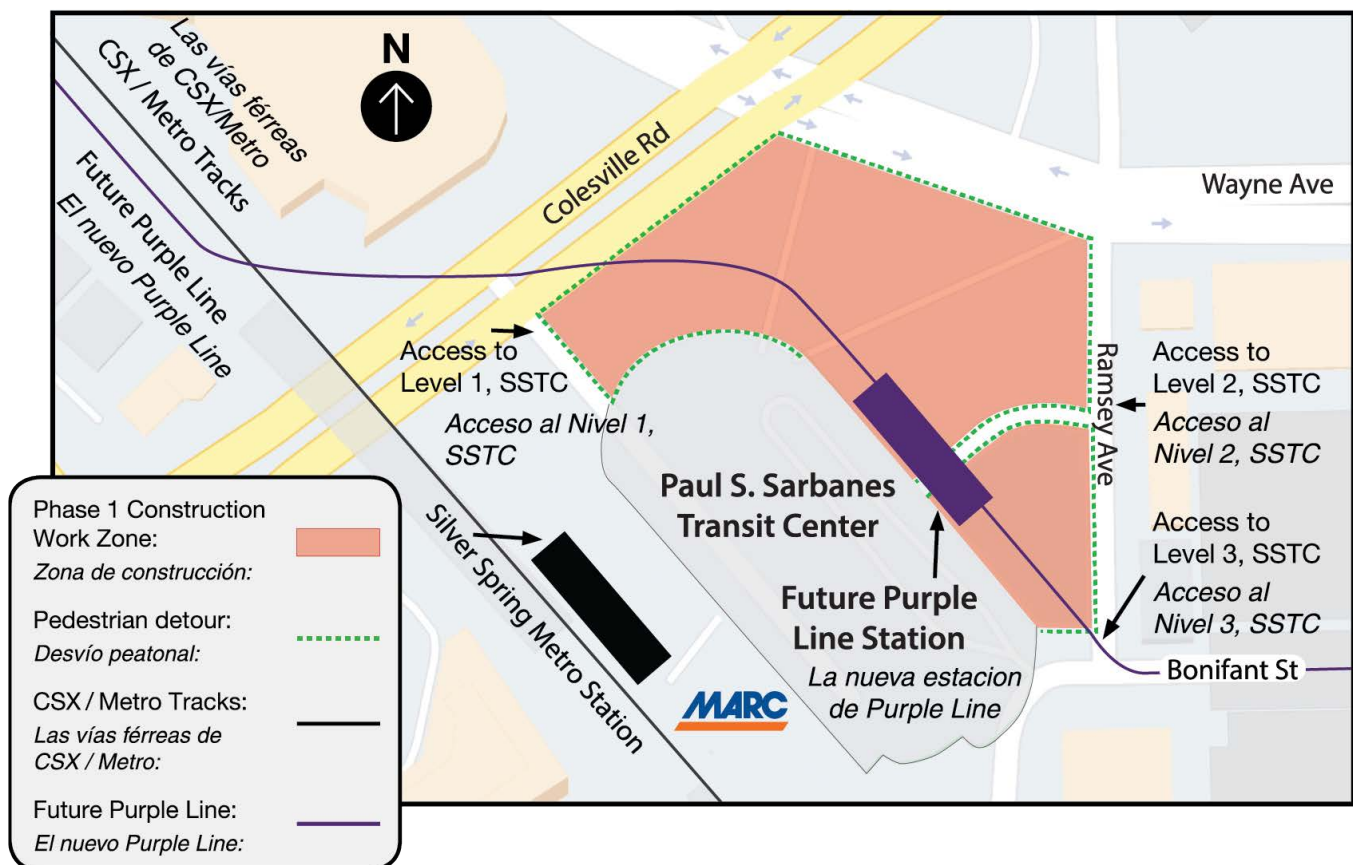 N
Las vías férreas
de CSX/Metro
CSX / Metro Tracks
Future Purple Line
El nuevo Purple Line
Colesville Rd
Wayne Ave
Ramsey Ave
Access to
Level 1, SSTC
Acceso al Nivel 1,
SSTC
Access to
Level 2, SSTC
Acceso al
Nivel 2, SSTC
Paul S. Sarbanes
Transit Center
Access to
Level 3, SSTC
Acceso al
Nivel 3, SSTC
Silver Spring Metro Station
Future Purple
Line Station
La nueva estacion
de Purple Line
Bonifant St
MARC
Phase 1 Construction
Work Zone:
Zona de construcción:
Pedestrian detour:
Desvío peatonal:
CSX / Metro Tracks:
Las vías férreas de
CSX / Metro:
Future Purple Line:
El nuevo Purple Line: